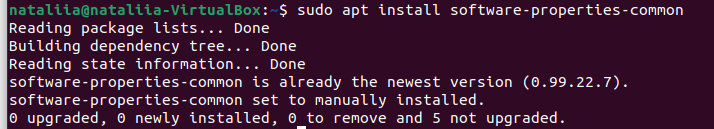 nataliia@nataliia-VirtualBox:~$ sudo apt install software-properties-common
Reading package lists... Done
Building dependency tree... Done
Reading state information... Done
software-properties-common is already the newest version (0.99.22.7).
software-properties-common set to manually installed.
0 upgraded, 0 newly installed, 0 to remove and 5 not upgraded.